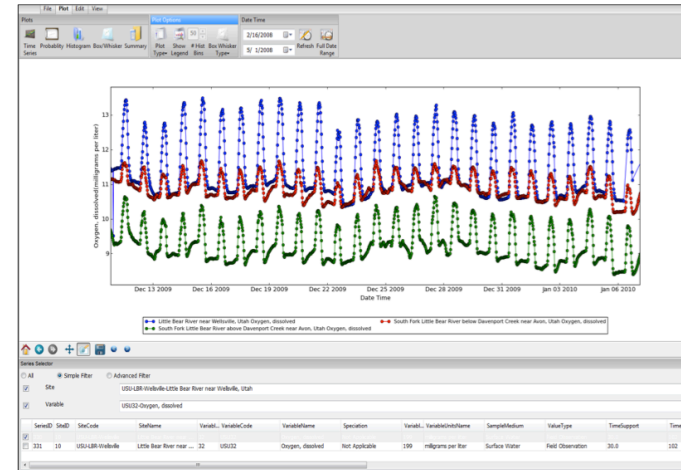 File Plot Edit View
Plots Plot Options Date Time
Time Series Probability Histogram Box/Whisker Summary Plot Type Show Legend # Hist Bins 50 Box Whisker Type 2/16/2008 5/ 1/2008 Refresh Full Date Range
Oxygen, dissolved(milligrams per liter)
13
12
11
10
9
Dec 13 2009 Dec 16 2009 Dec 19 2009 Dec 22 2009 Dec 25 2009 Dec 28 2009 Dec 31 2009 Jan 03 2010 Jan 06 2010
Date Time
Little Bear River near Wellsville, Utah Oxygen, dissolved South Fork Little Bear River below Davenport Creek near Avon, Utah Oxygen, dissolved
South Fork Little Bear River above Davenport Creek near Avon, Utah Oxygen, dissolved
Series Selector
All Simple Filter Advanced Filter
Site USU-LBR-Wellsville-Little Bear River near Wellsville, Utah
Variable USU32-Oxygen, dissolved
SeriesID SiteID SiteCode SiteName Variabl... VariableCode VariableName Speciation Variabl... VariableUnitsName SampleMedium ValueType TimeSupport
331 10 USU-LBR-Wellsville Little Bear River near ... 32 USU32 Oxygen, dissolved Not Applicable 199 milligrams per liter Surface Water Field Observation 30.0 102